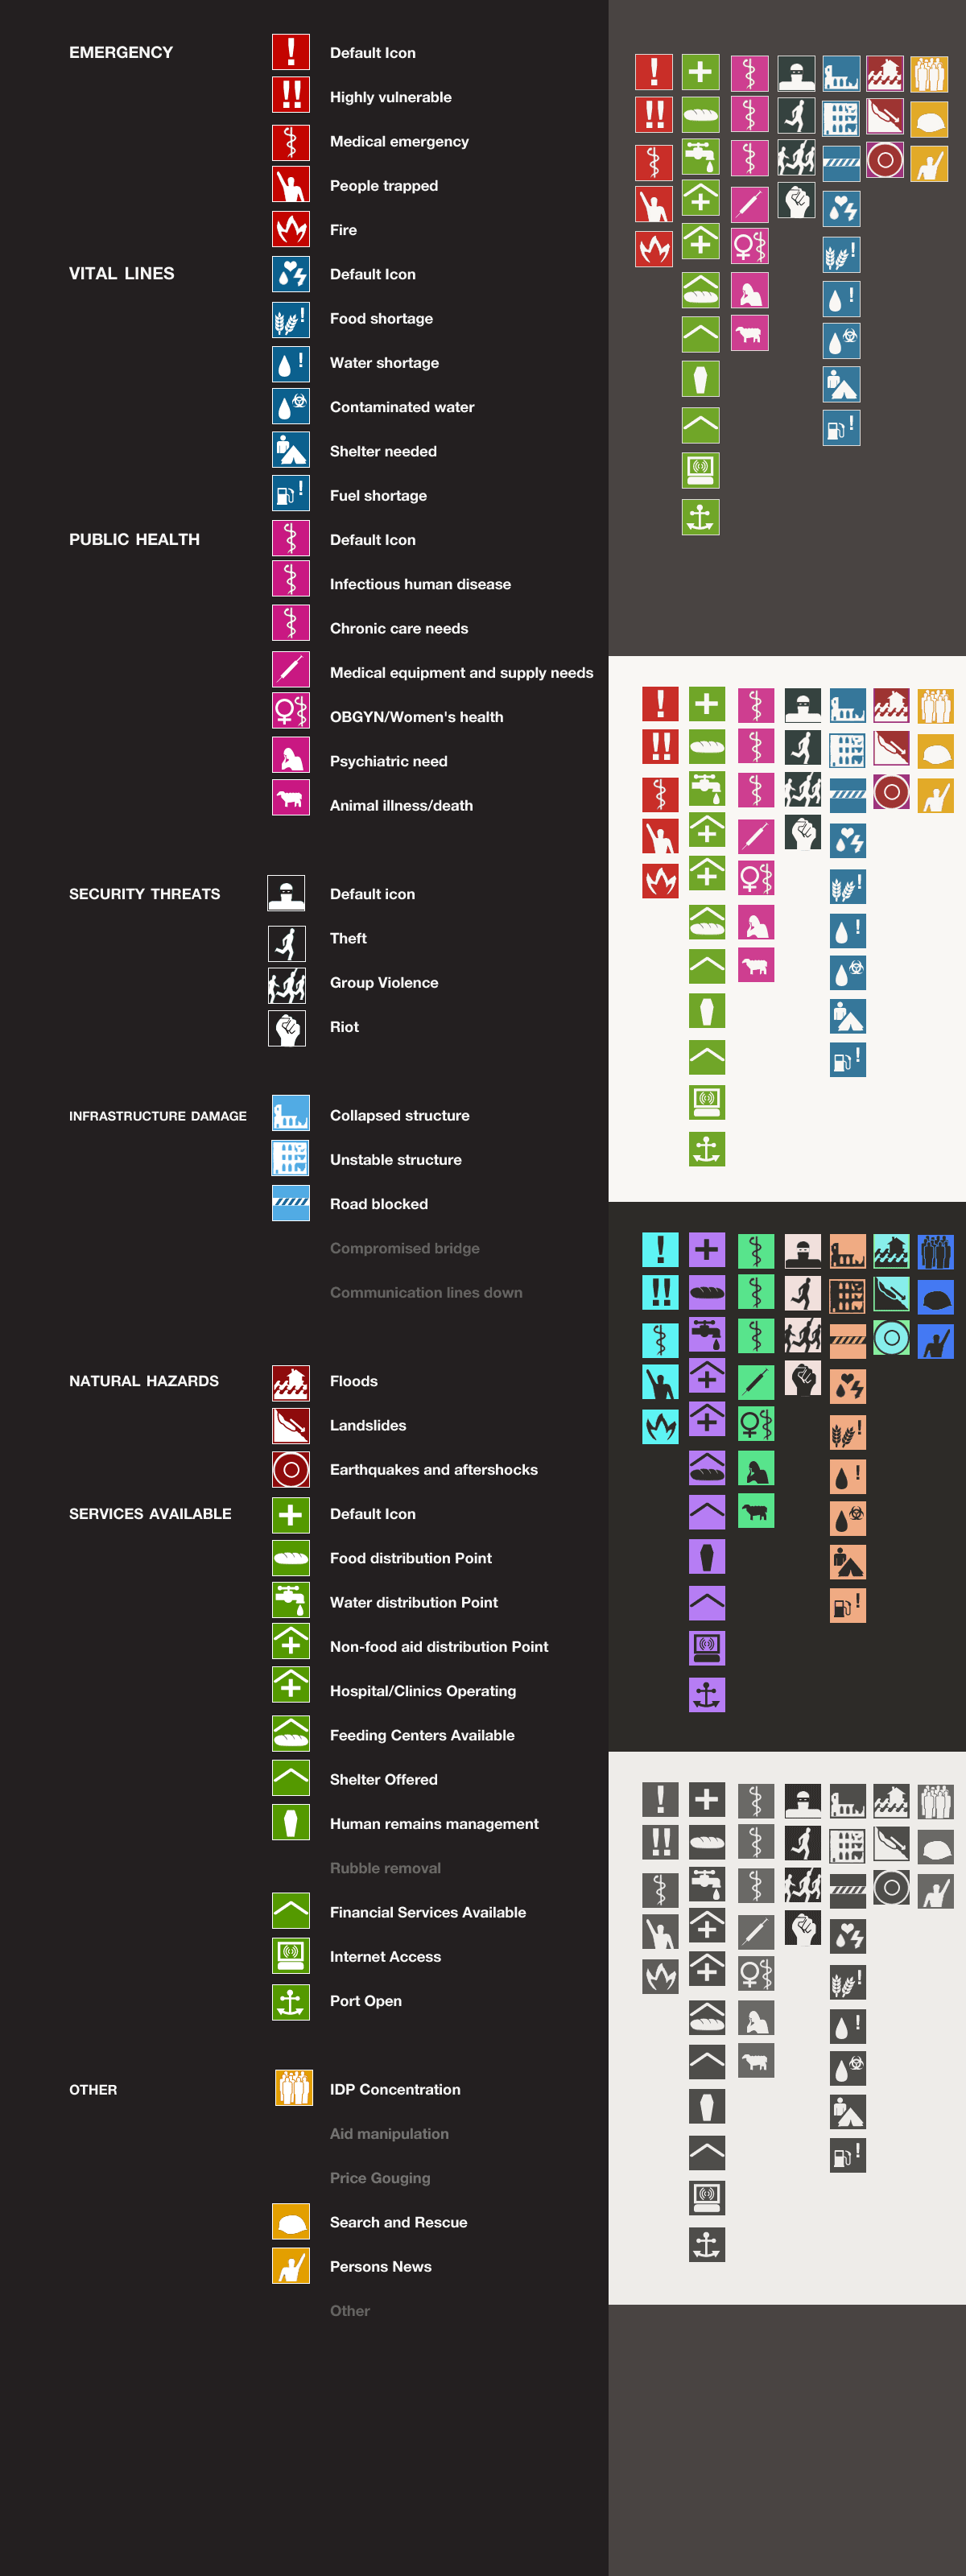 EMERGENCY
Default Icon
Highly vulnerable
Medical emergency
People trapped
Fire
VITAL LINES
Default Icon
Food shortage
Water shortage
Contaminated water
Shelter needed
Fuel shortage
PUBLIC HEALTH
Default Icon
Infectious human disease
Chronic care needs
Medical equipment and supply needs
OBGYN/Women's health
Psychiatric need
Animal illness/death
SECURITY THREATS
Default icon
Theft
Group Violence
Riot
INFRASTRUCTURE DAMAGE
Collapsed structure
Unstable structure
Road blocked
Compromised bridge
Communication lines down
NATURAL HAZARDS
Floods
Landslides
Earthquakes and aftershocks
SERVICES AVAILABLE
Default Icon
Food distribution Point
Water distribution Point
Non-food aid distribution Point
Hospital/Clinics Operating
Feeding Centers Available
Shelter Offered
Human remains management
Rubble removal
Financial Services Available
Internet Access
Port Open
OTHER
IDP Concentration
Aid manipulation
Price Gouging
Search and Rescue
Persons News
Other